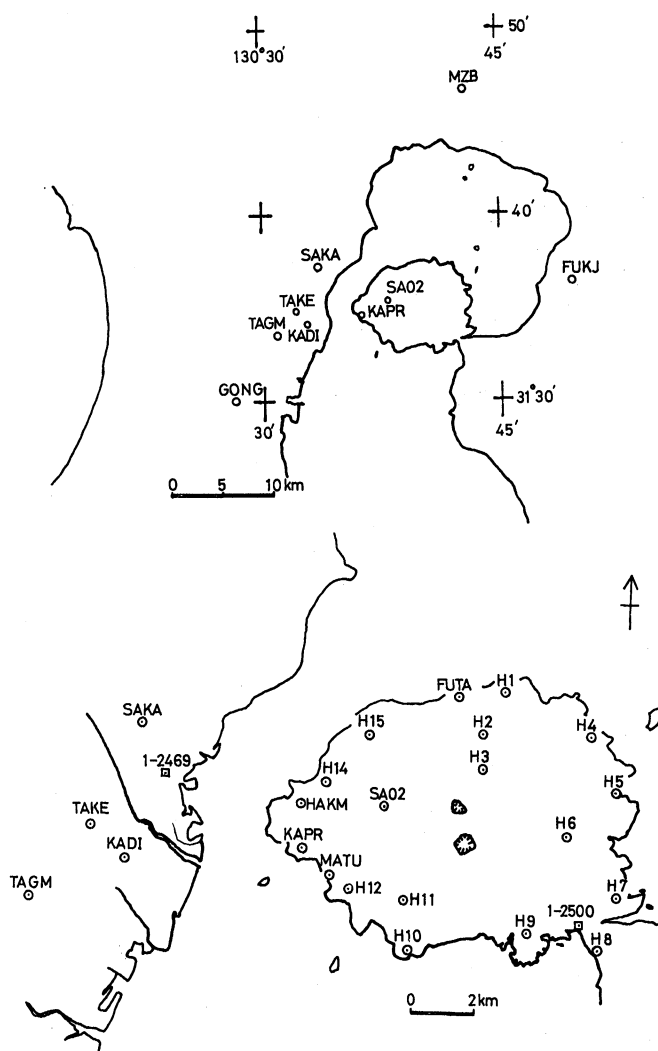 50′
130°30′
45′
MZB
40′
SAKA
FUKJ
SA02
TAKE
KAPR
TAGM
KADI
GONG
31°30′
30′
45′
0 5 10 km
H1
FUTA
SAKA
H15
H2
H4
1-2469
H3
H14
H5
HAKM
SA02
TAKE
H6
KAPR
KADI
MATU
TAGM
H12
H11
H7
1-2500
H9
H10
H8
0 2km